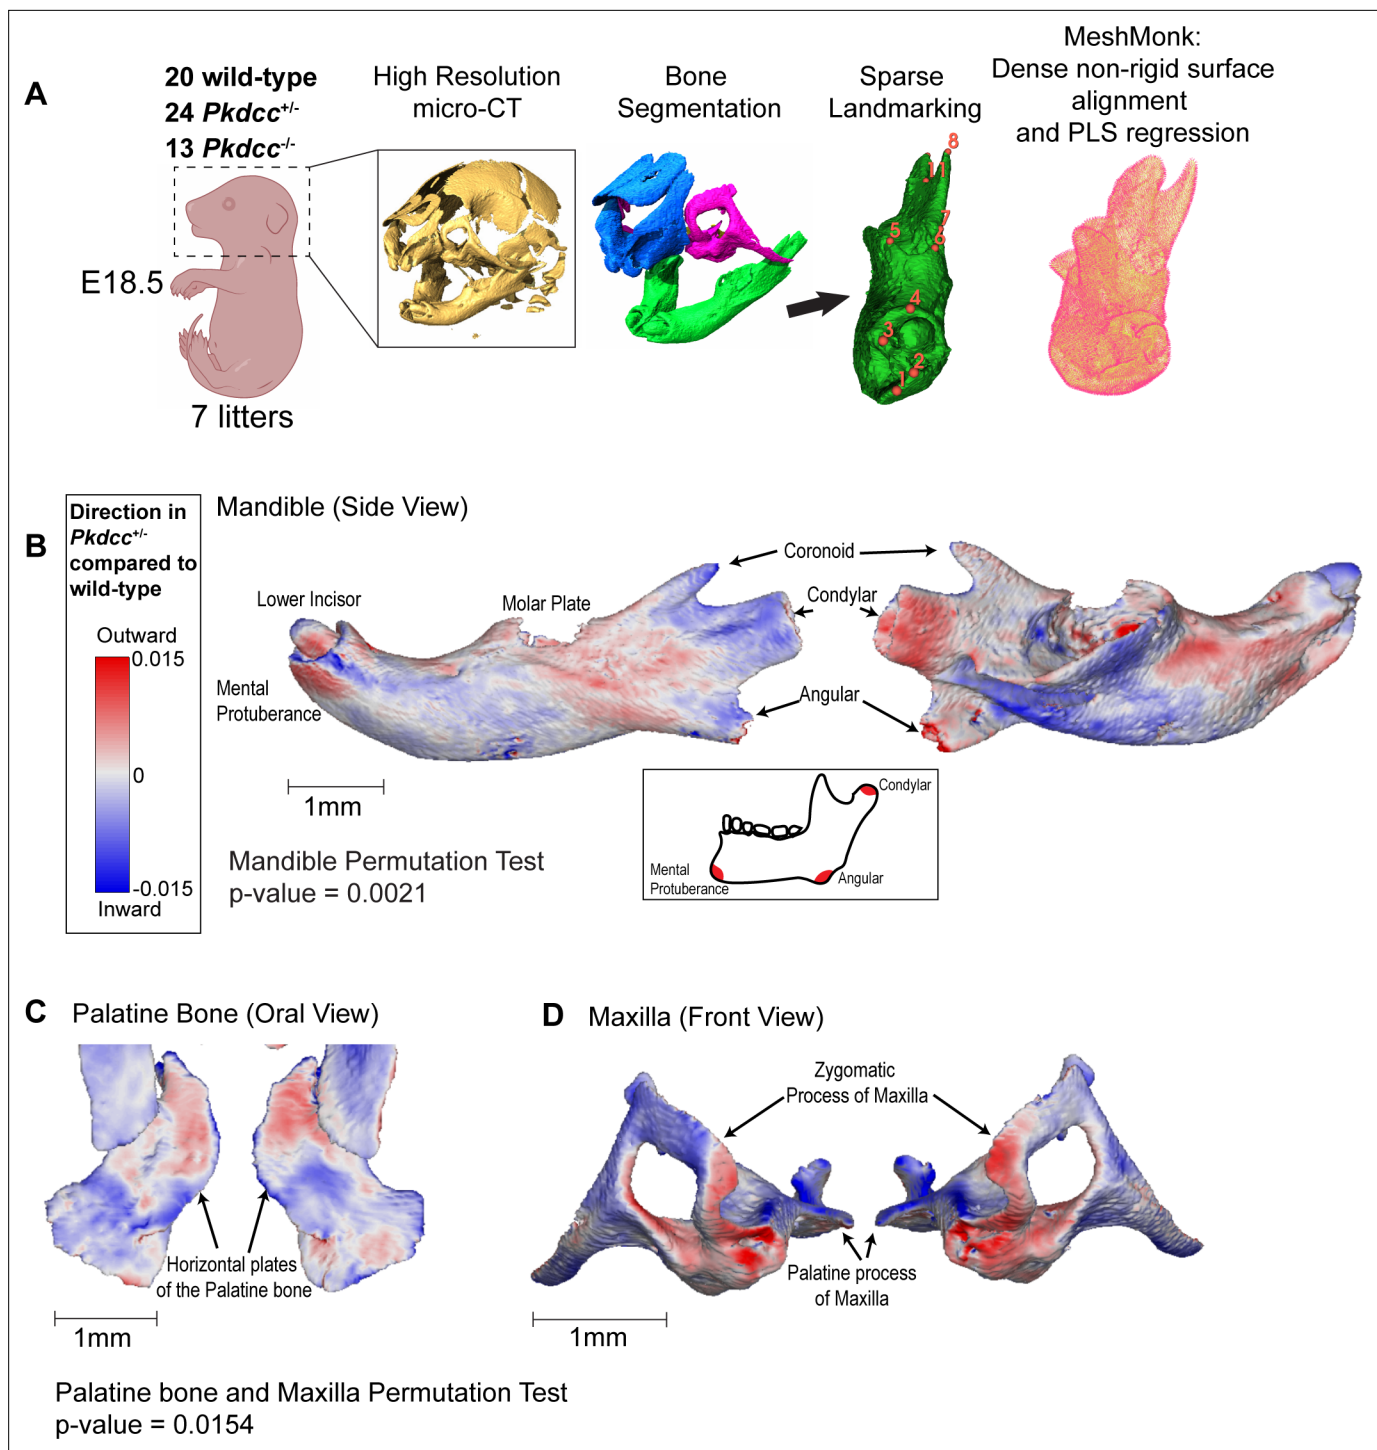 A
20 wild-type
24 Pkdcc+/-
13 Pkdcc-/-
High Resolution
micro-CT
Bone
Segmentation
Sparse
Landmarking
MeshMonk:
Dense non-rigid surface
alignment
and PLS regression
E18.5
7 litters
8
11
7
5
6
4
3
2
1
B
Direction in
Pkdcc+/-
compared to
wild-type
Outward
0.015
0
-0.015
Inward
Mandible (Side View)
Coronoid
Condylar
Lower Incisor
Molar Plate
Mental
Protuberance
Angular
1mm
Mandible Permutation Test
p-value = 0.0021
Condylar
Mental
Protuberance
Angular
C
Palatine Bone (Oral View)
Horizontal plates
of the Palatine bone
1mm
D
Maxilla (Front View)
Zygomatic
Process of Maxilla
Palatine process
of Maxilla
1mm
Palatine bone and Maxilla Permutation Test
p-value = 0.0154